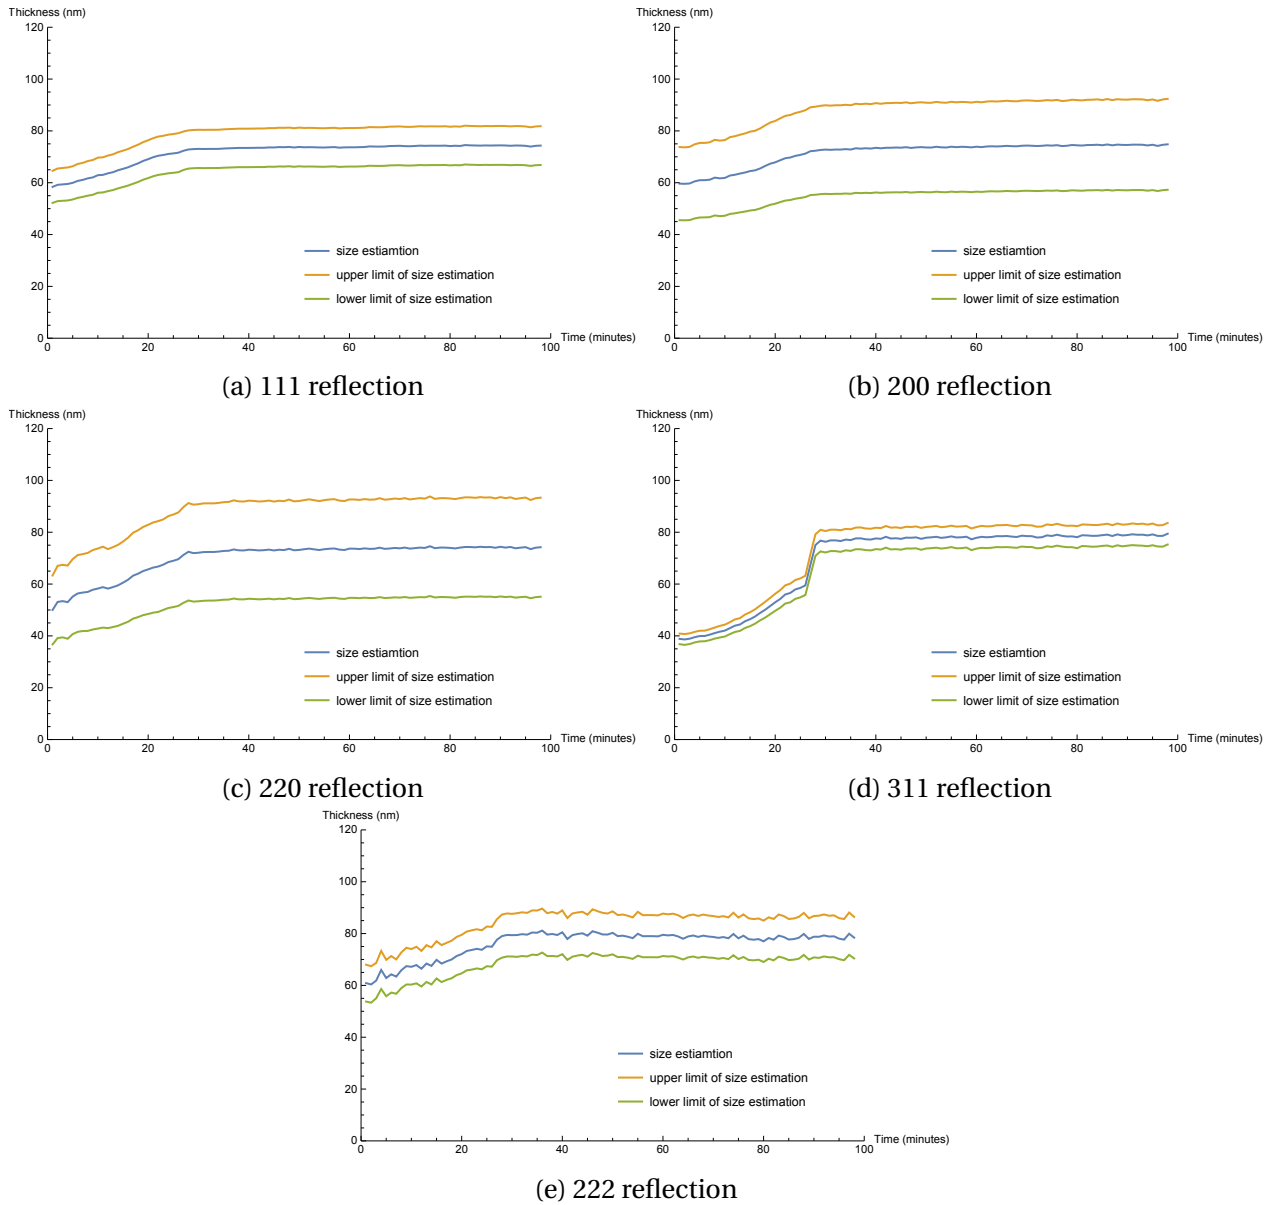 Thickness (nm)
120
100
80
60
40
20
0
0 20 40 60 80 100
Time (minutes)
size estiamtion
upper limit of size estimation
lower limit of size estimation
(a) 111 reflection
Thickness (nm)
120
100
80
60
40
20
0
0 20 40 60 80 100
Time (minutes)
size estiamtion
upper limit of size estimation
lower limit of size estimation
(b) 200 reflection
Thickness (nm)
120
100
80
60
40
20
0
0 20 40 60 80 100
Time (minutes)
size estiamtion
upper limit of size estimation
lower limit of size estimation
(c) 220 reflection
Thickness (nm)
120
100
80
60
40
20
0
0 20 40 60 80 100
Time (minutes)
size estiamtion
upper limit of size estimation
lower limit of size estimation
(d) 311 reflection
Thickness (nm)
120
100
80
60
40
20
0
0 20 40 60 80 100
Time (minutes)
size estiamtion
upper limit of size estimation
lower limit of size estimation
(e) 222 reflection